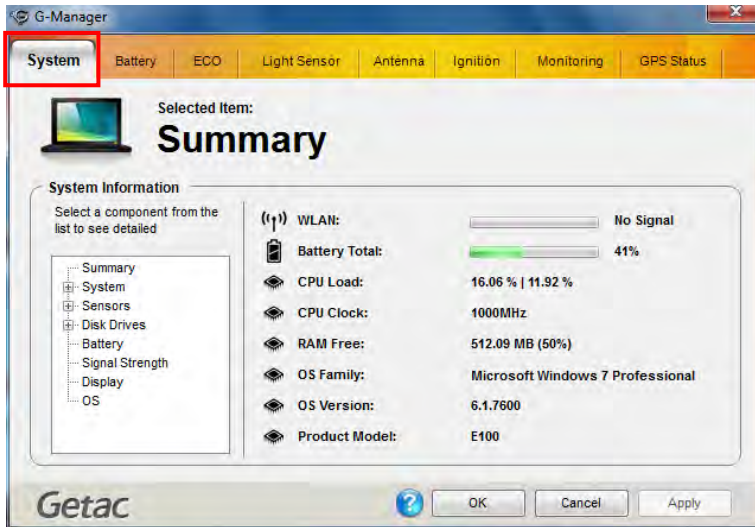 G-Manager
System Battery ECO Light Sensor Antenna Ignition Monitoring GPS Status
Selected Item:
Summary
System Information
Select a component from the
list to see detailed
Summary
System
Sensors
Disk Drives
Battery
Signal Strength
Display
OS
WLAN: No Signal
Battery Total: 41%
CPU Load: 16.06 % | 11.92 %
CPU Clock: 1000MHz
RAM Free: 512.09 MB (50%)
OS Family: Microsoft Windows 7 Professional
OS Version: 6.1.7600
Product Model: E100
Getac ? OK Cancel Apply